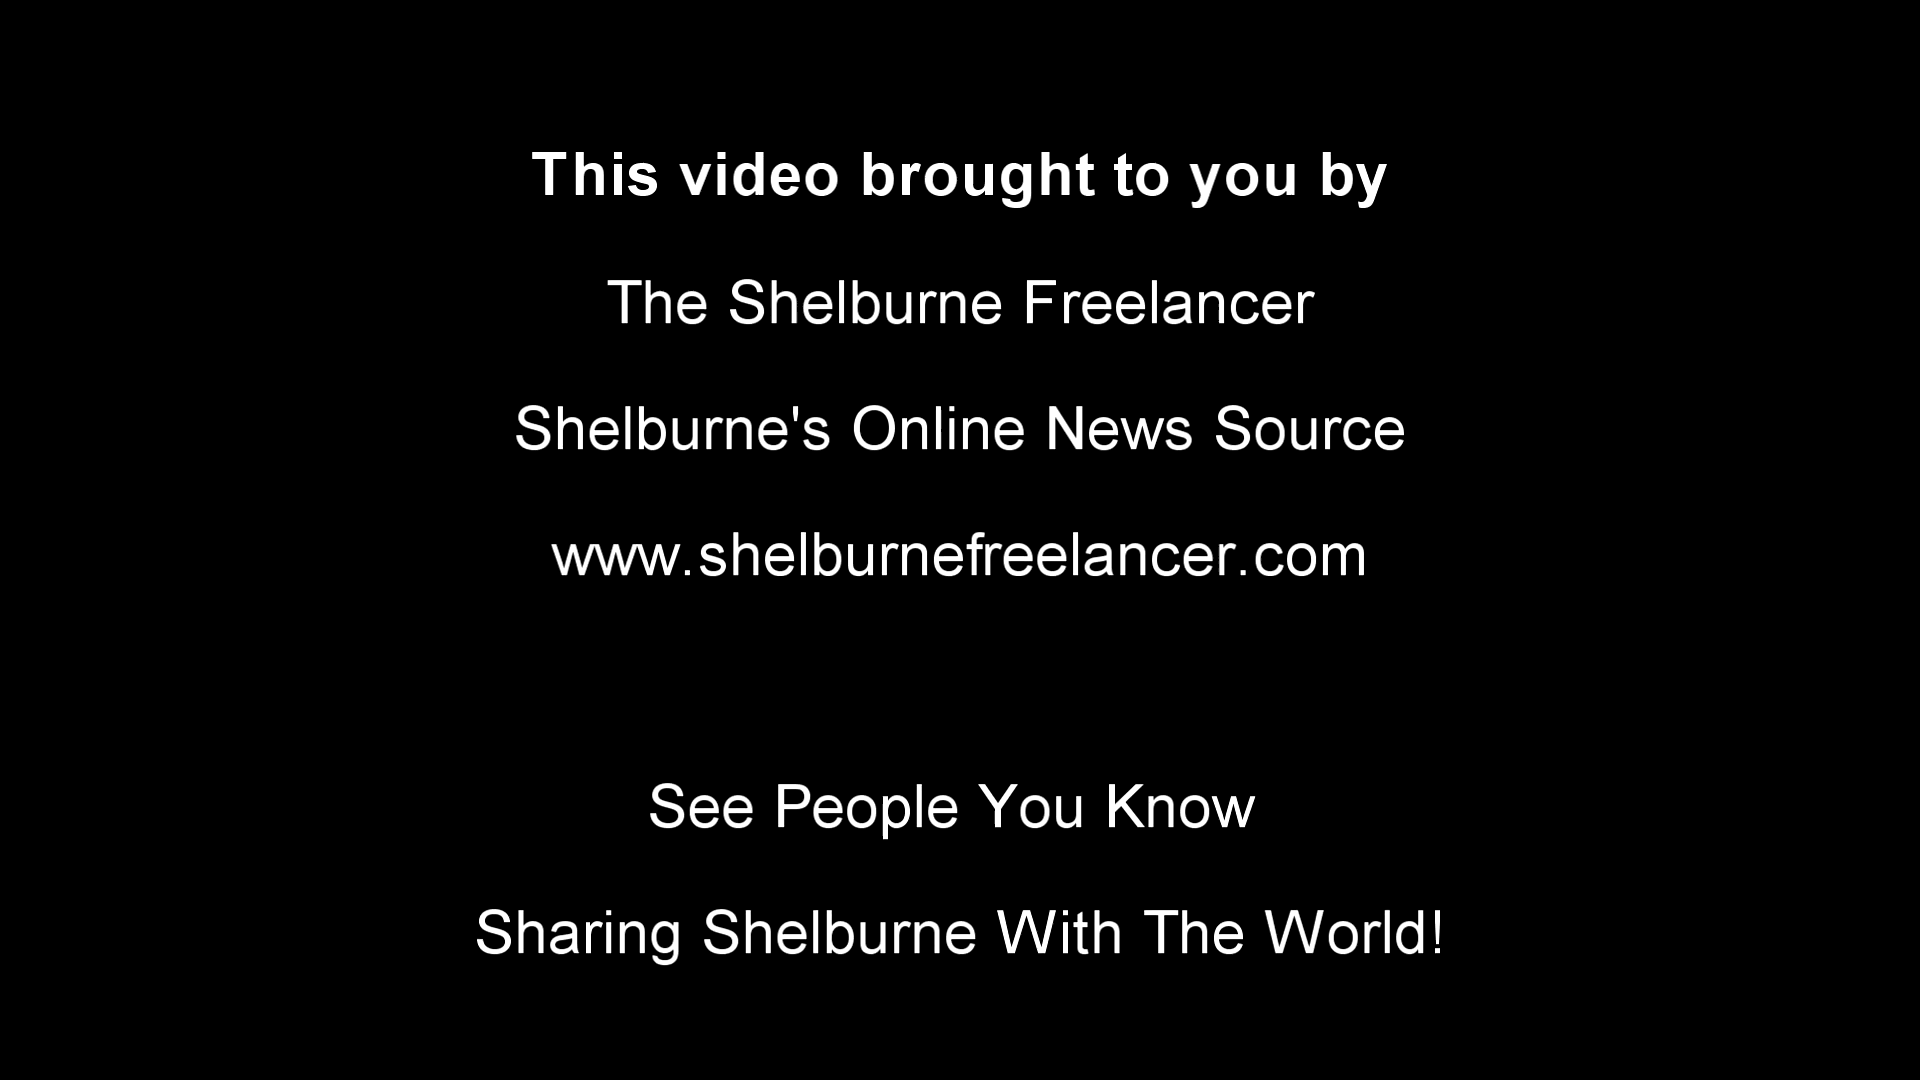 This video brought to you by
The Shelburne Freelancer
Shelburne's Online News Source
www.shelburnefreelancer.com
See People You Know
Sharing Shelburne With The World!